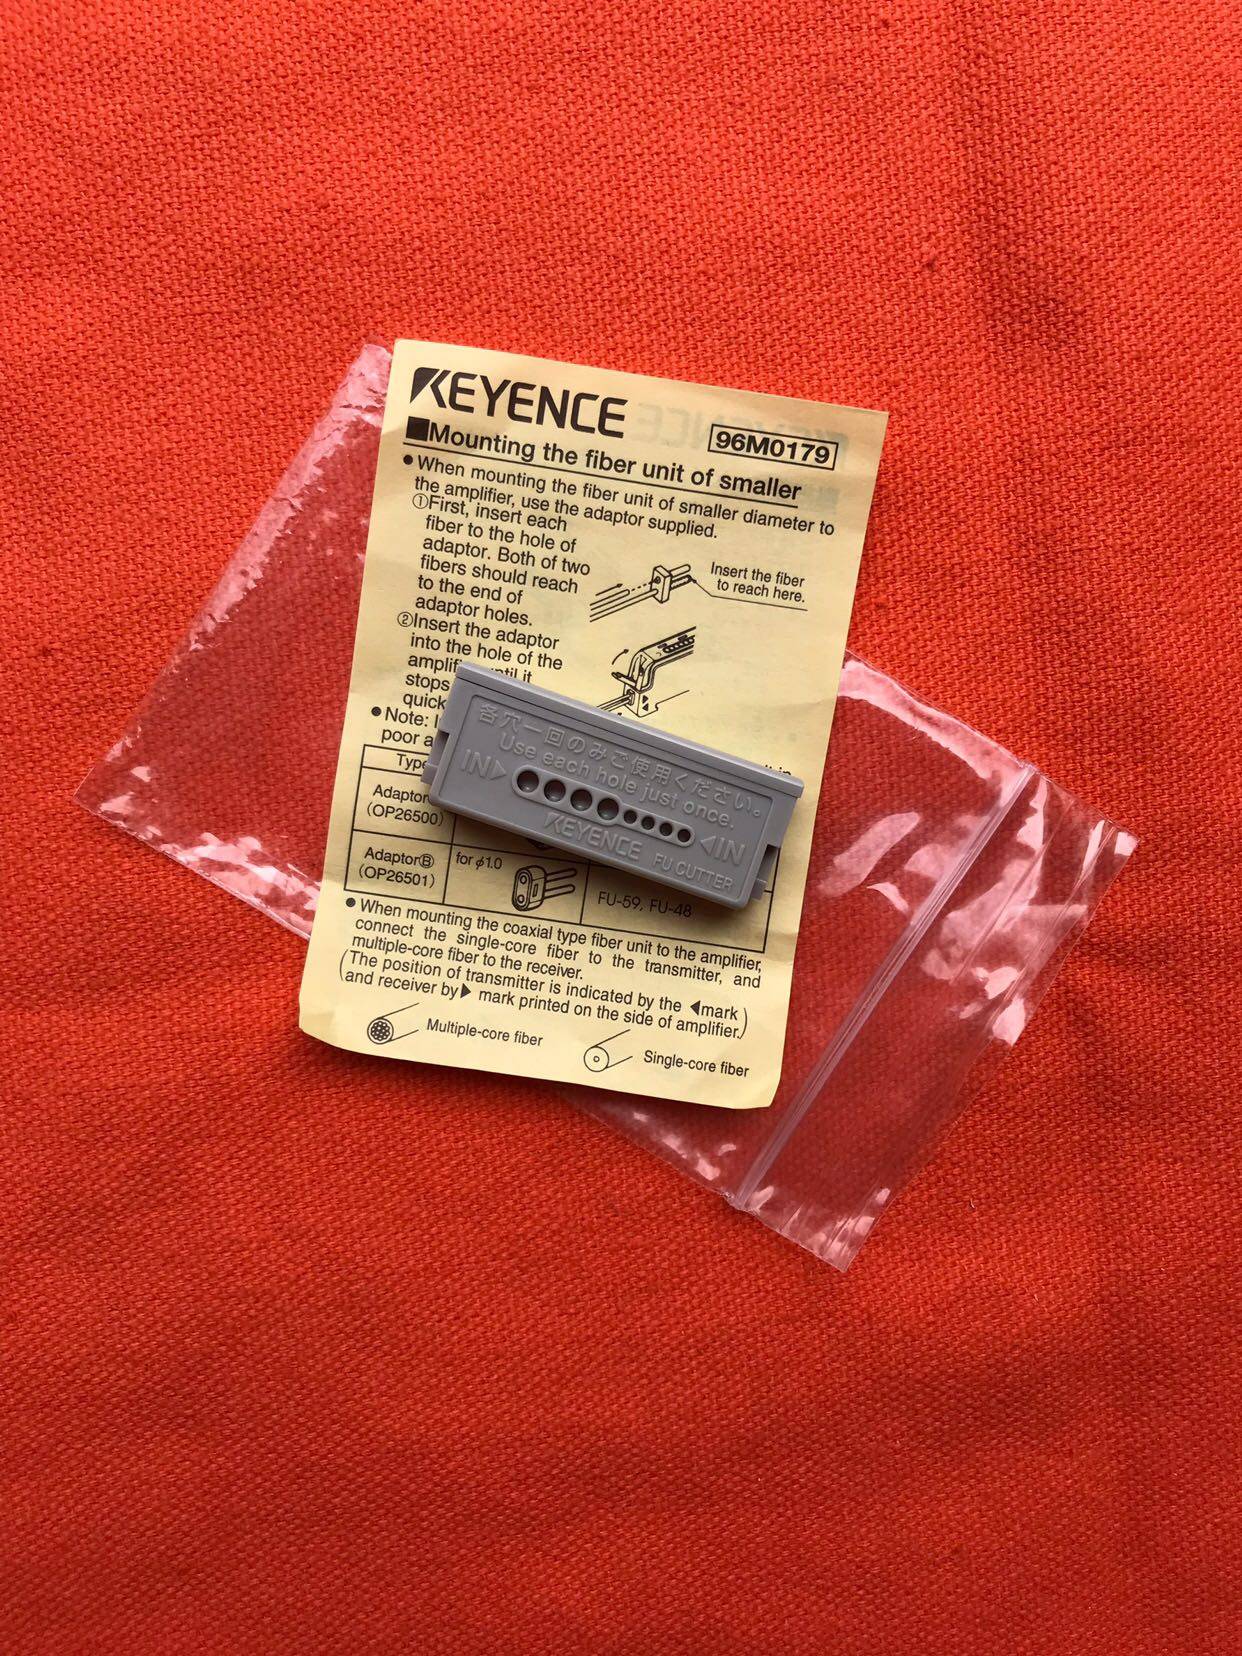 KEYENCE
96M0179
■Mounting the fiber unit of smaller
●When mounting the fiber unit of smaller diameter to
the amplifier, use the adaptor supplied.
①First, insert each
fiber to the hole of
adaptor. Both of two
fibers should reach
to the end of
adaptor holes.
Insert the fiber
to reach here.
②Insert the adaptor
into the hole of the
until it
stops
quick
●Note:
poor
各穴一回のみご使用ください。
Use each hole just once.
IN▶
◀IN
KEYENCE FU CUTTER
Type
Adaptor
(OP26500)
AdaptorⒷ
(OP26501)
for φ1.0
FU-59, FU-48
●When mounting the coaxial type fiber unit to the amplifier,
connect the single-core fiber to the transmitter, and
multiple-core fiber to the receiver.
(The position of transmitter is indicated by the ◀mark
and receiver by ▶ mark printed on the side of amplifier.)
Multiple-core fiber
Single-core fiber